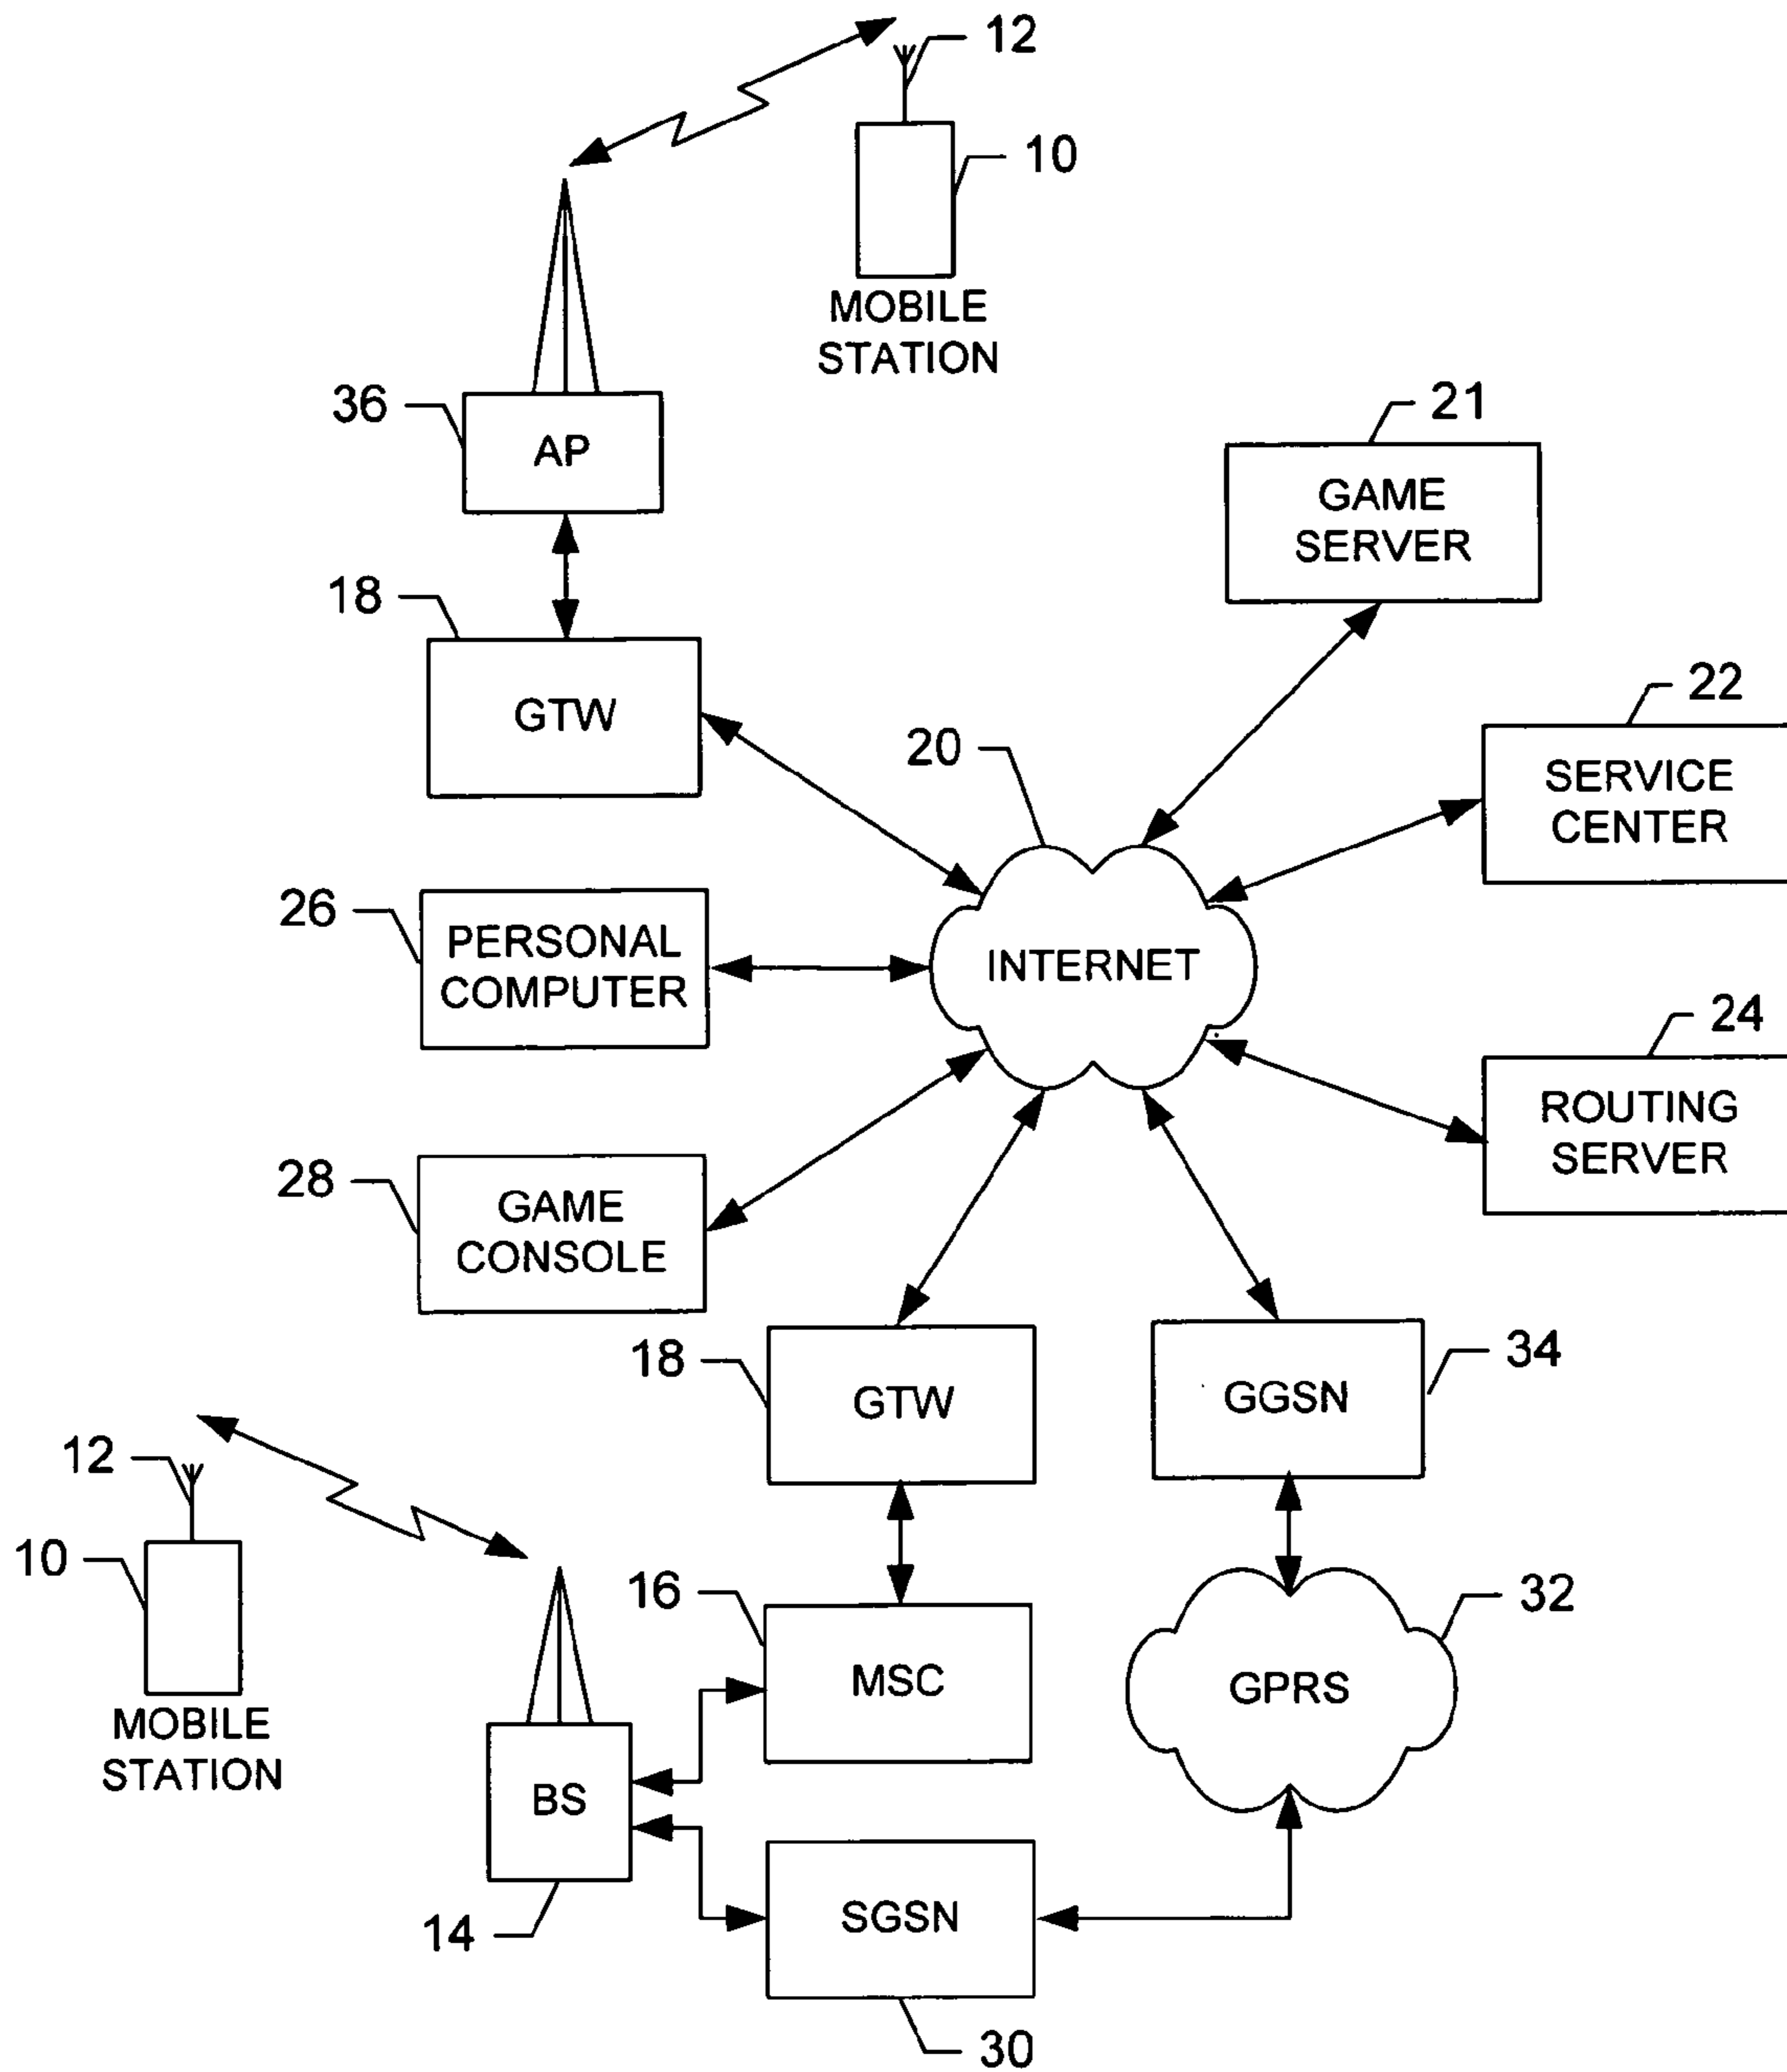 12
10
MOBILE
STATION
36
AP
21
GAME
SERVER
18
GTW
22
SERVICE
CENTER
20
INTERNET
26
PERSONAL
COMPUTER
24
ROUTING
SERVER
28
GAME
CONSOLE
18
GTW
34
GGSN
12
10
MOBILE
STATION
16
MSC
32
GPRS
BS
14
SGSN
30